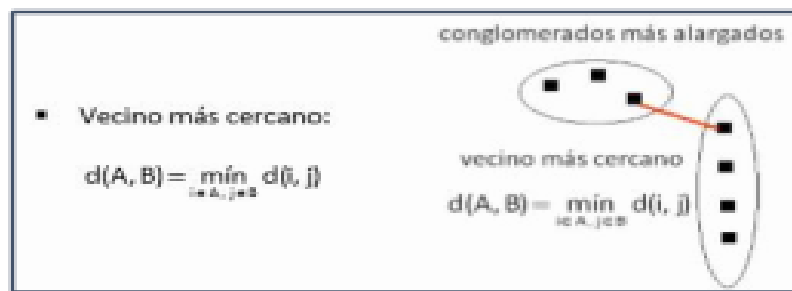 conglomerados más alargados
▪ Vecino más cercano:
d(A, B) = mín d(i, j)
i∈A, j∈B
vecino más cercano
d(A, B) = mín d(i, j)
i∈A, j∈B